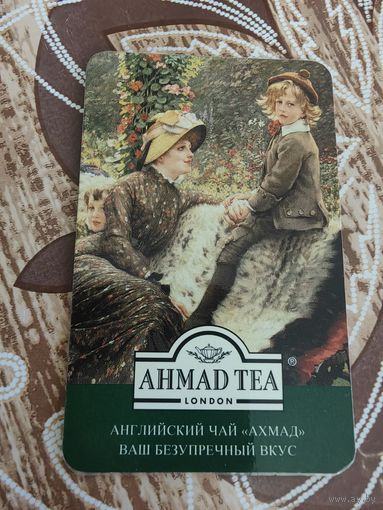 AHMAD TEA ®
LONDON
АНГЛИЙСКИЙ ЧАЙ «АХМАД»
ВАШ БЕЗУПРЕЧНЫЙ ВКУС